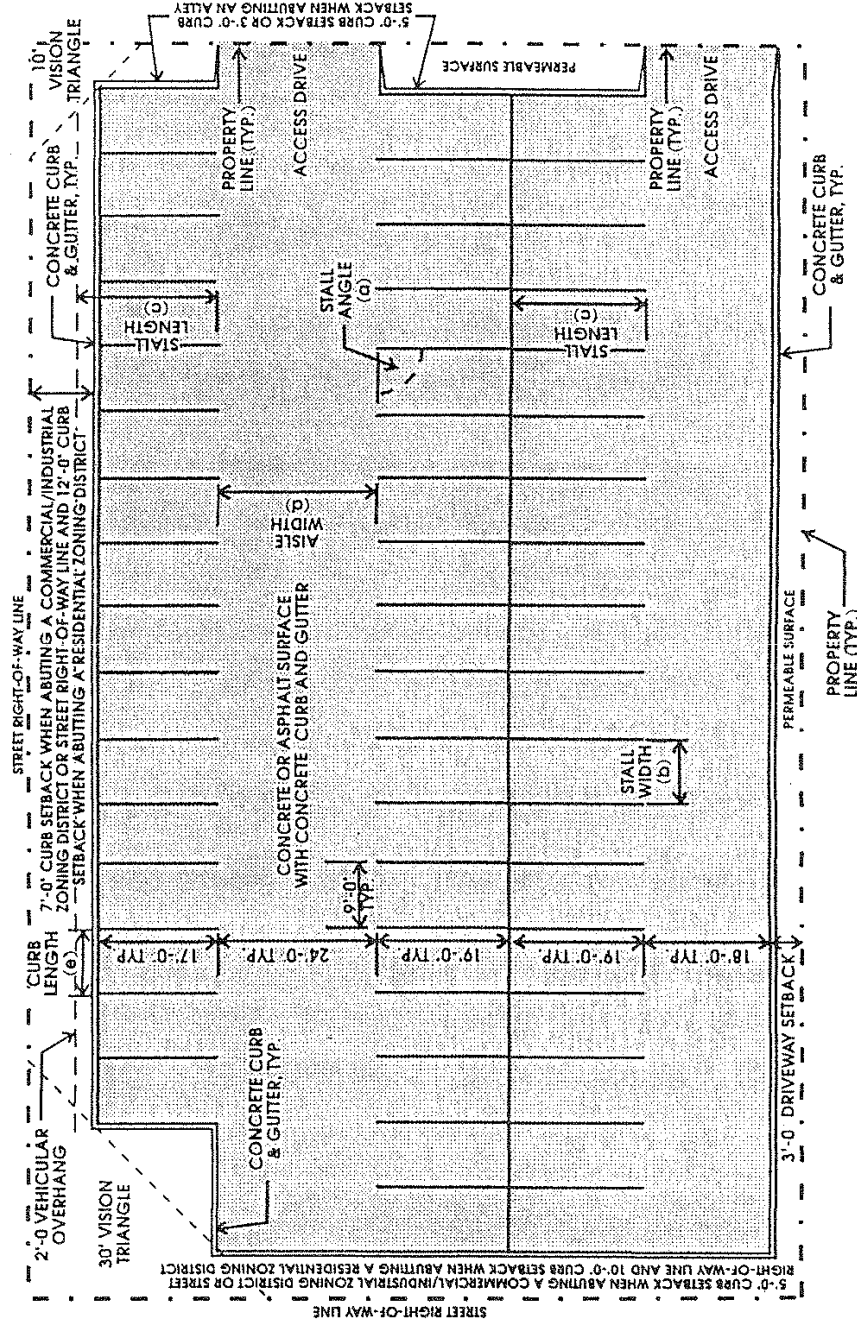 5'-0" CURB SETBACK OR 3'-0" CURB
SETBACK WHEN ABUTTING AN ALLEY
10'
VISION
TRIANGLE
CONCRETE CURB
& GUTTER, TYP.
STREET RIGHT-OF-WAY LINE
7'-0" CURB SETBACK WHEN ABUTING A COMMERCIAL/INDUSTRIAL
ZONING DISTRICT OR STREET RIGHT-OF-WAY LINE AND 12'-0" CURB
SETBACK WHEN ABUTTING A RESIDENTIAL ZONING DISTRICT
CURB
LENGTH
(e)
2'-0 VEHICULAR
OVERHANG
30' VISION
TRIANGLE
STALL
LENGTH
(c)
PROPERTY
LINE (TYP.)
ACCESS DRIVE
PERMEABLE SURFACE
STALL
ANGLE
(a)
AISLE
WIDTH
(d)
STALL
LENGTH
(c)
PROPERTY
LINE (TYP.)
ACCESS DRIVE
CONCRETE OR ASPHALT SURFACE
WITH CONCRETE CURB AND GUTTER
9'-0"
TYP.
STALL
WIDTH
(b)
17'-0 TYP.
24'-0 TYP.
19'-0 TYP.
19'-0 TYP.
18'-0 TYP.
CONCRETE CURB
& GUTTER, TYP.
3'-0" DRIVEWAY SETBACK
PERMEABLE SURFACE
PROPERTY
LINE (TYP.)
CONCRETE CURB
& GUTTER, TYP.
5'-0" CURB SETBACK WHEN ABUTING A COMMERCIAL/INDUSTRIAL ZONING DISTRICT OR STREET
RIGHT-OF-WAY LINE AND 10'-0" CURB SETBACK WHEN ABUTTING A RESIDENTIAL ZONING DISTRICT
STREET RIGHT-OF-WAY LINE